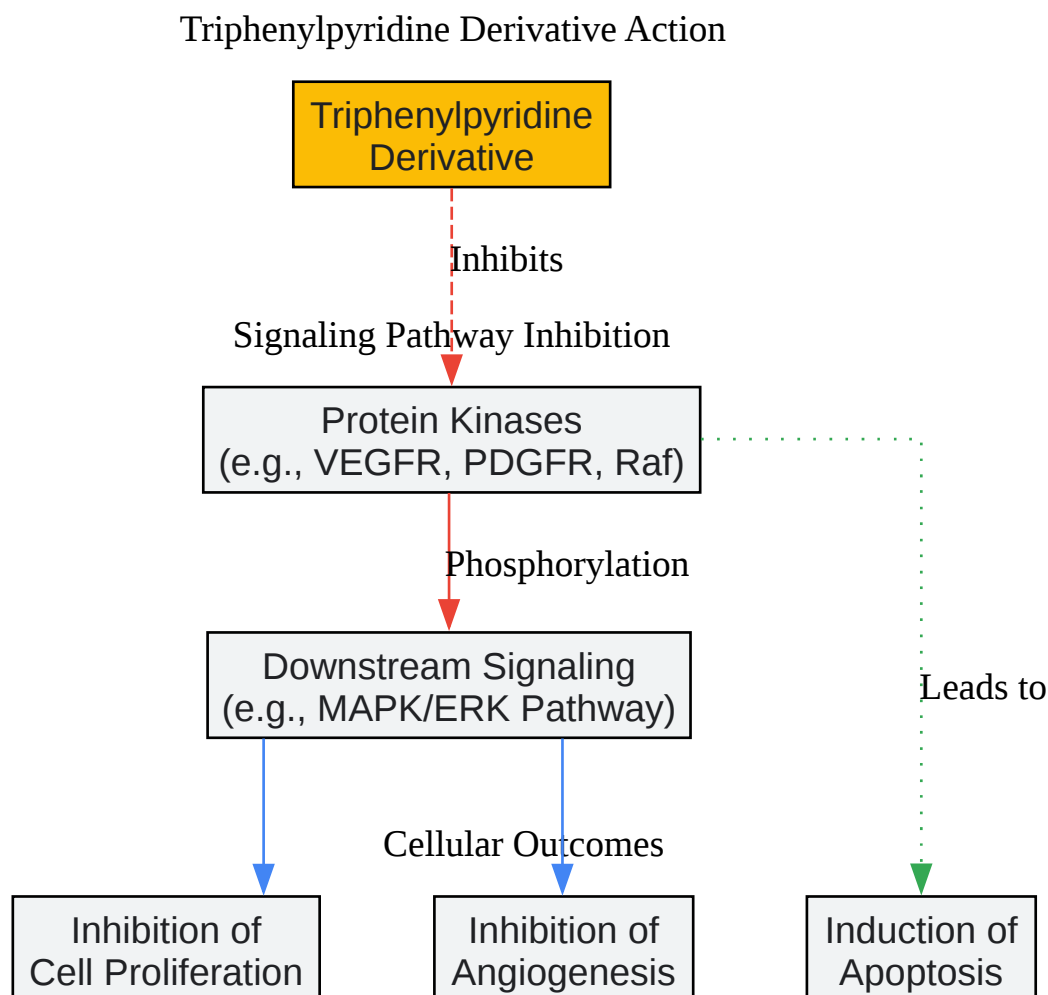 Triphenylpyridine Derivative Action
Triphenylpyridine
Derivative
Inhibits
Signaling Pathway Inhibition
Protein Kinases
(e.g., VEGFR, PDGFR, Raf)
Phosphorylation
Downstream Signaling
(e.g., MAPK/ERK Pathway)
Leads to
Cellular Outcomes
Inhibition of
Cell Proliferation
Inhibition of
Angiogenesis
Induction of
Apoptosis